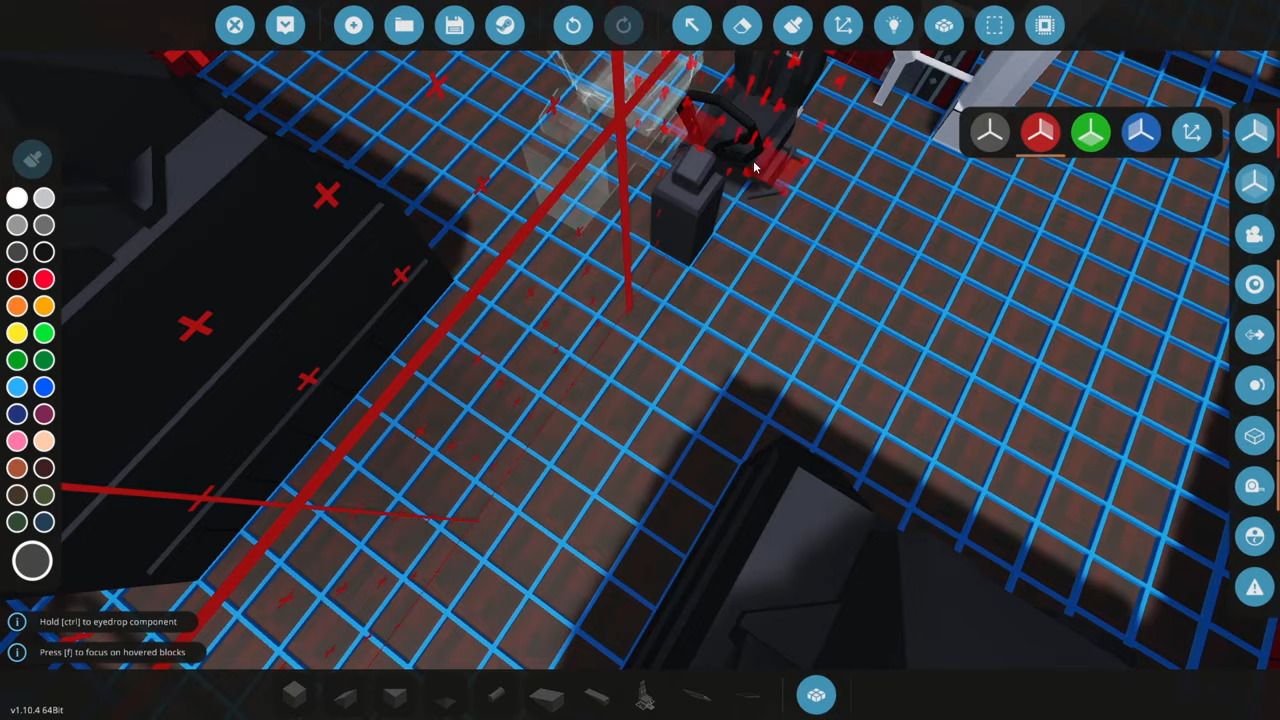 Hold [ctrl] to eyedrop component
Press [f] to focus on hovered blocks
v1.10.4 64Bit